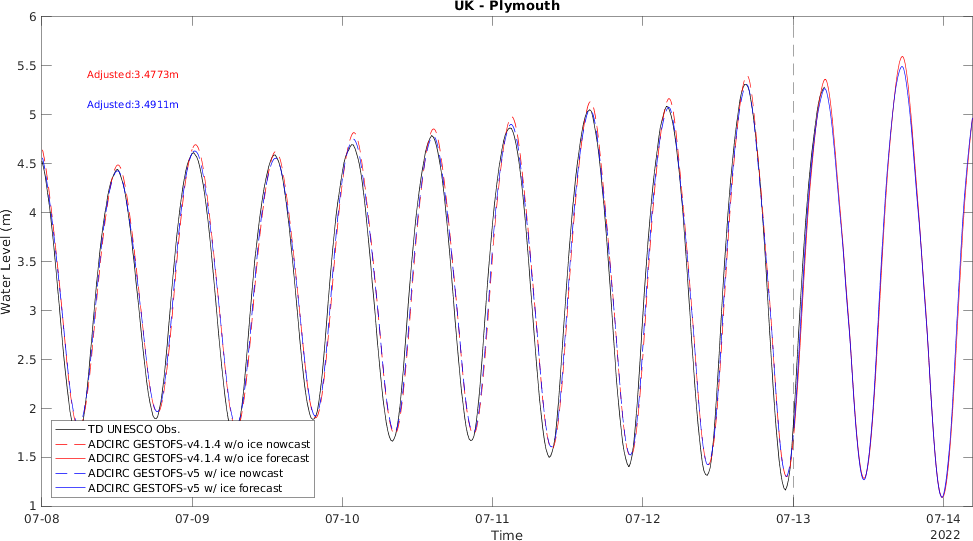 UK - Plymouth
Water Level (m)
6
5.5
5
4.5
4
3.5
3
2.5
2
1.5
1
Adjusted:3.4773m
Adjusted:3.4911m
TD UNESCO Obs.
ADCIRC GESTOFS-v4.1.4 w/o ice nowcast
ADCIRC GESTOFS-v4.1.4 w/o ice forecast
ADCIRC GESTOFS-v5 w/ ice nowcast
ADCIRC GESTOFS-v5 w/ ice forecast
07-08 07-09 07-10 07-11 07-12 07-13 07-14
Time
2022